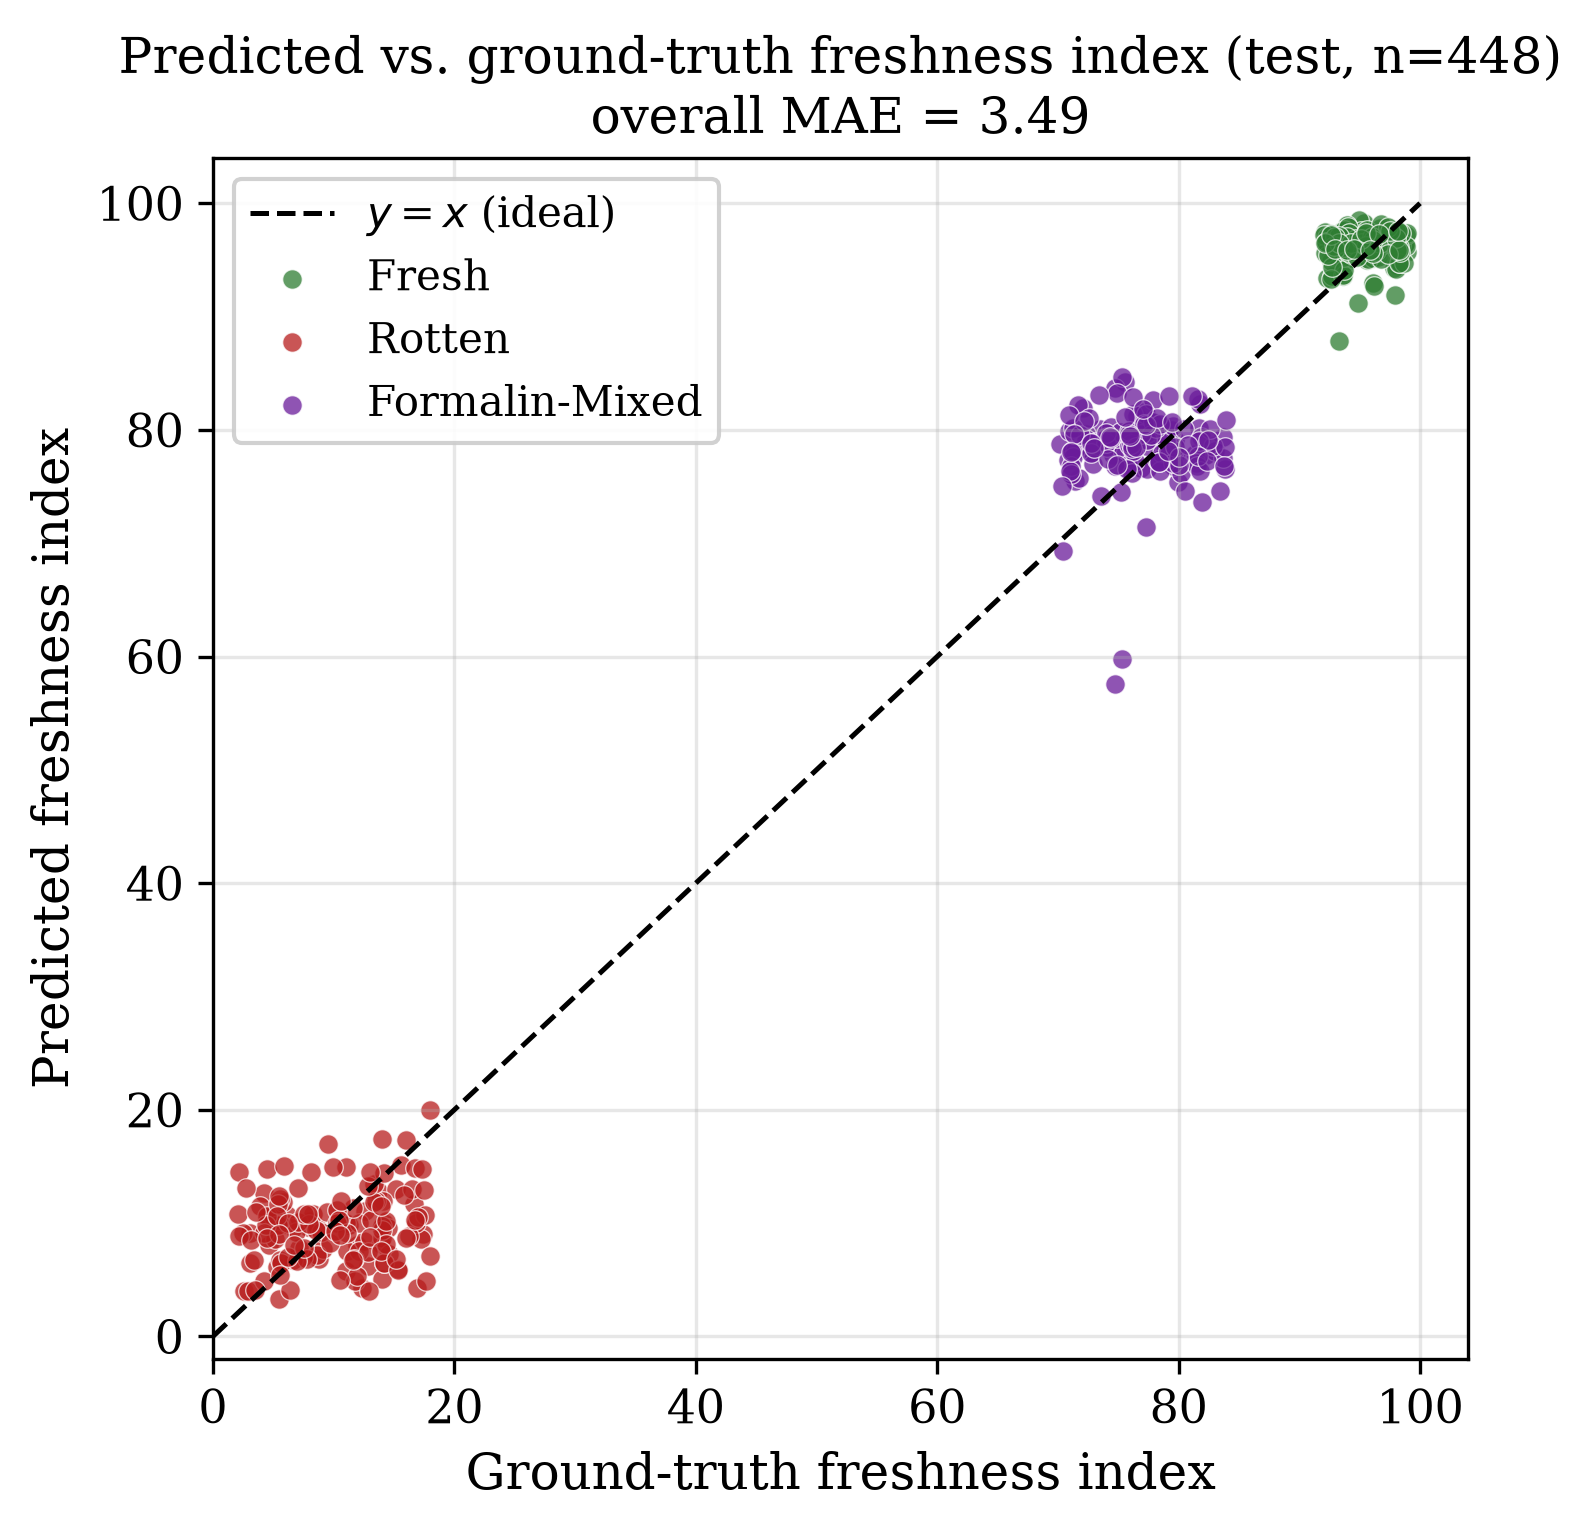 Predicted vs. ground-truth freshness index (test, n=448)
overall MAE = 3.49
y = x (ideal)
Fresh
Rotten
Formalin-Mixed
Predicted freshness index
100
80
60
40
20
0
0 20 40 60 80 100
Ground-truth freshness index